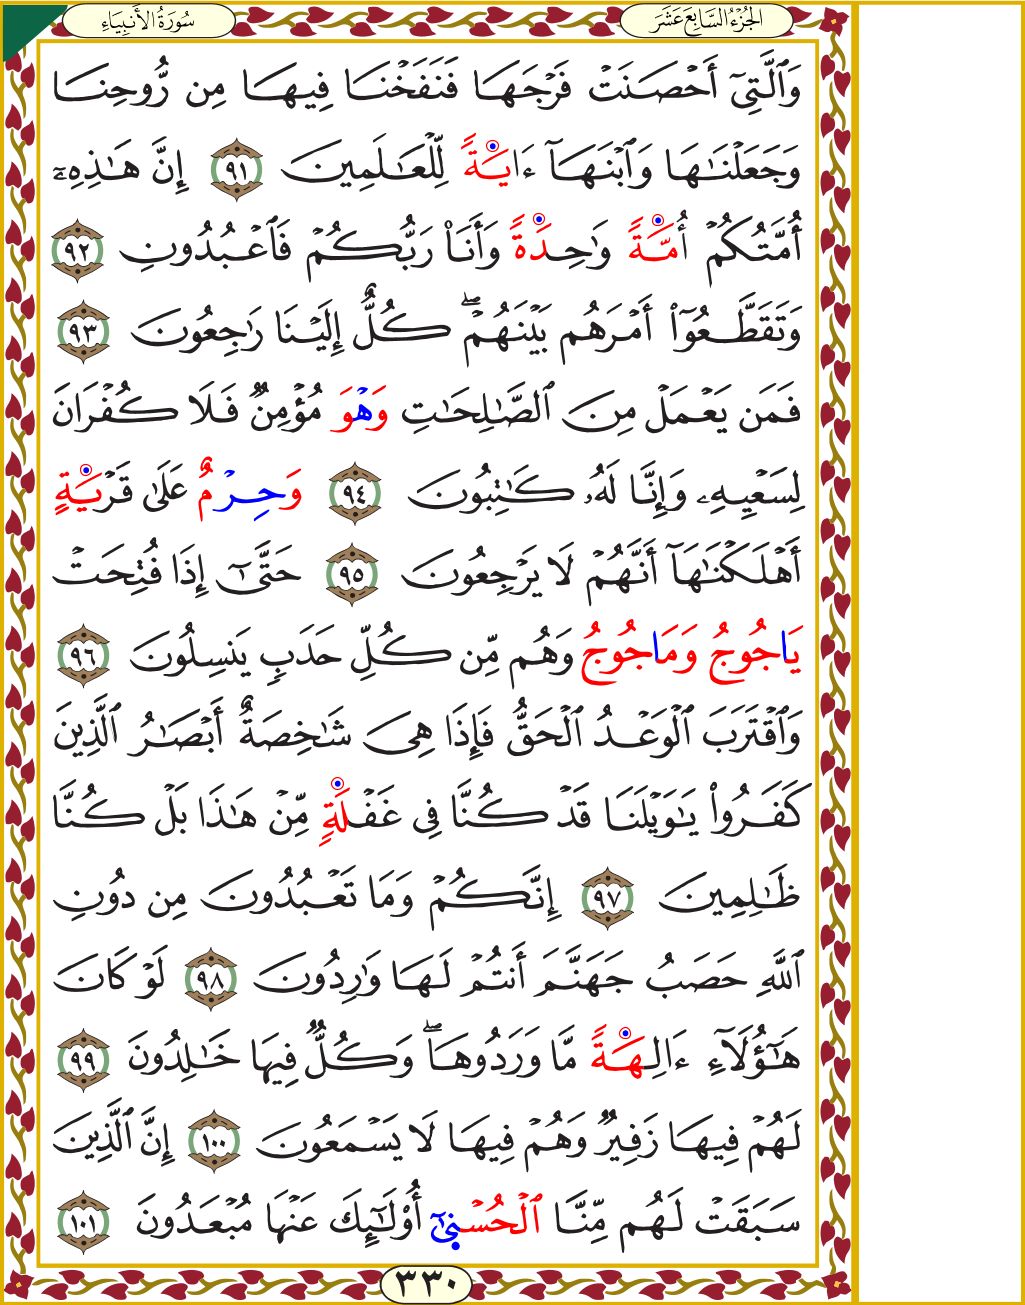 سُورَةُ الأَنبِيَاءِ
الجُزْءُ السَّابِعَ عَشَرَ
وَٱلَّتِىٓ أَحْصَنَتْ فَرْجَهَا فَنَفَخْنَا فِيهَا مِن رُّوحِنَا
وَجَعَلْنَٰهَا وَٱبْنَهَآ ءَايَةً لِّلْعَٰلَمِينَ ٩١ إِنَّ هَٰذِهِۦٓ
أُمَّتُكُمْ أُمَّةً وَٰحِدَةً وَأَنَا۠ رَبُّكُمْ فَٱعْبُدُونِ ٩٢
وَتَقَطَّعُوٓا۟ أَمْرَهُم بَيْنَهُمْ ۖ كُلٌّ إِلَيْنَا رَٰجِعُونَ ٩٣
فَمَن يَعْمَلْ مِنَ ٱلصَّٰلِحَٰتِ وَهْوَ مُؤْمِنٌ فَلَا كُفْرَانَ
لِسَعْيِهِۦ وَإِنَّا لَهُۥ كَٰتِبُونَ ٩٤ وَحِرْمٌ عَلَىٰ قَرْيَةٍ
أَهْلَكْنَٰهَآ أَنَّهُمْ لَا يَرْجِعُونَ ٩٥ حَتَّىٰٓ إِذَا فُتِحَتْ
يَاجُوجُ وَمَاجُوجُ وَهُم مِّن كُلِّ حَدَبٍ يَنسِلُونَ ٩٦
وَٱقْتَرَبَ ٱلْوَعْدُ ٱلْحَقُّ فَإِذَا هِىَ شَٰخِصَةٌ أَبْصَٰرُ ٱلَّذِينَ
كَفَرُوا۟ يَٰوَيْلَنَا قَدْ كُنَّا فِى غَفْلَةٍ مِّنْ هَٰذَا بَلْ كُنَّا
ظَٰلِمِينَ ٩٧ إِنَّكُمْ وَمَا تَعْبُدُونَ مِن دُونِ
ٱللَّهِ حَصَبُ جَهَنَّمَ أَنتُمْ لَهَا وَٰرِدُونَ ٩٨ لَوْ كَانَ
هَٰٓؤُلَآءِ ءَالِهَةً مَّا وَرَدُوهَا ۖ وَكُلٌّ فِيهَا خَٰلِدُونَ ٩٩
لَهُمْ فِيهَا زَفِيرٌ وَهُمْ فِيهَا لَا يَسْمَعُونَ ١٠٠ إِنَّ ٱلَّذِينَ
سَبَقَتْ لَهُم مِّنَّا ٱلْحُسْنِىٰٓ أُو۟لَٰٓئِكَ عَنْهَا مُبْعَدُونَ ١٠١
٣٣٠